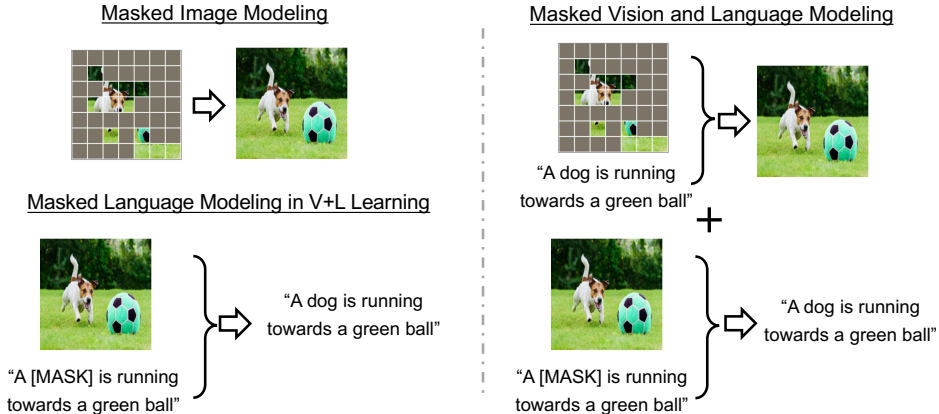 Masked Image Modeling
Masked Language Modeling in V+L Learning
“A dog is running
towards a green ball”
“A [MASK] is running
towards a green ball”
Masked Vision and Language Modeling
“A dog is running
towards a green ball”
+
“A dog is running
towards a green ball”
“A [MASK] is running
towards a green ball”